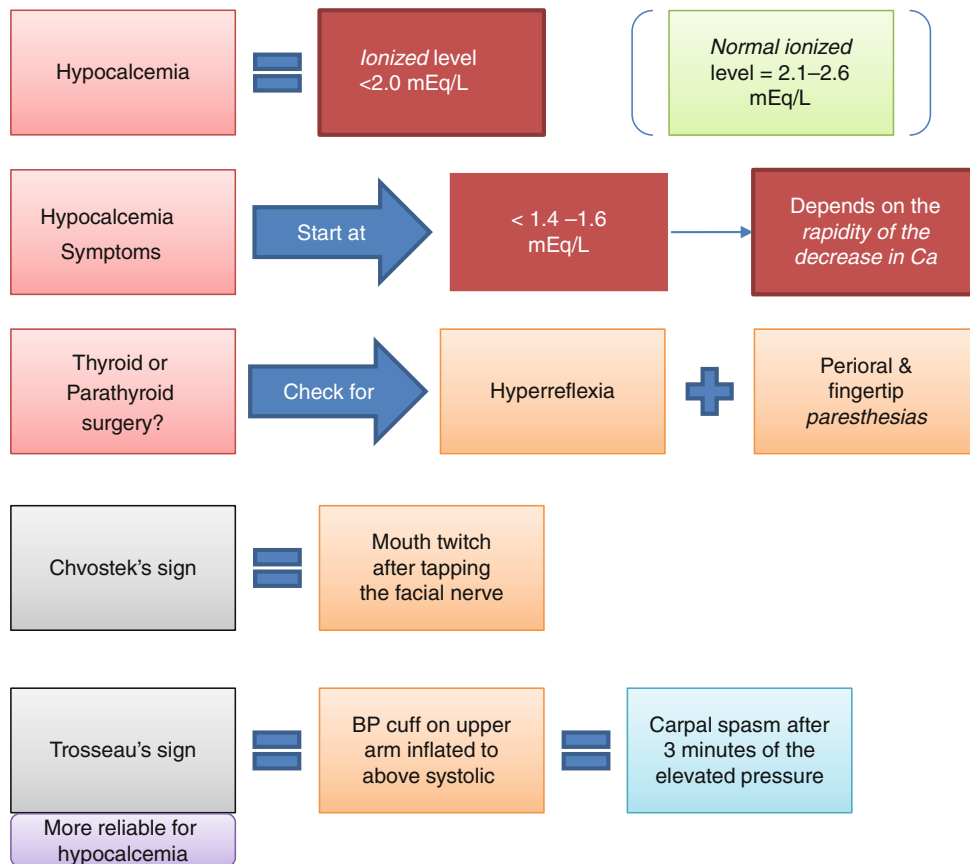 Hypocalcemia
Ionized level
<2.0 mEq/L
Normal ionized
level = 2.1–2.6
mEq/L
Hypocalcemia
Symptoms
Start at
< 1.4 –1.6
mEq/L
Depends on the
rapidity of the
decrease in Ca
Thyroid or
Parathyroid
surgery?
Check for
Hyperreflexia
Perioral &
fingertip
paresthesias
Chvostek's sign
Mouth twitch
after tapping
the facial nerve
Trosseau's sign
BP cuff on upper
arm inflated to
above systolic
Carpal spasm after
3 minutes of the
elevated pressure
More reliable for
hypocalcemia